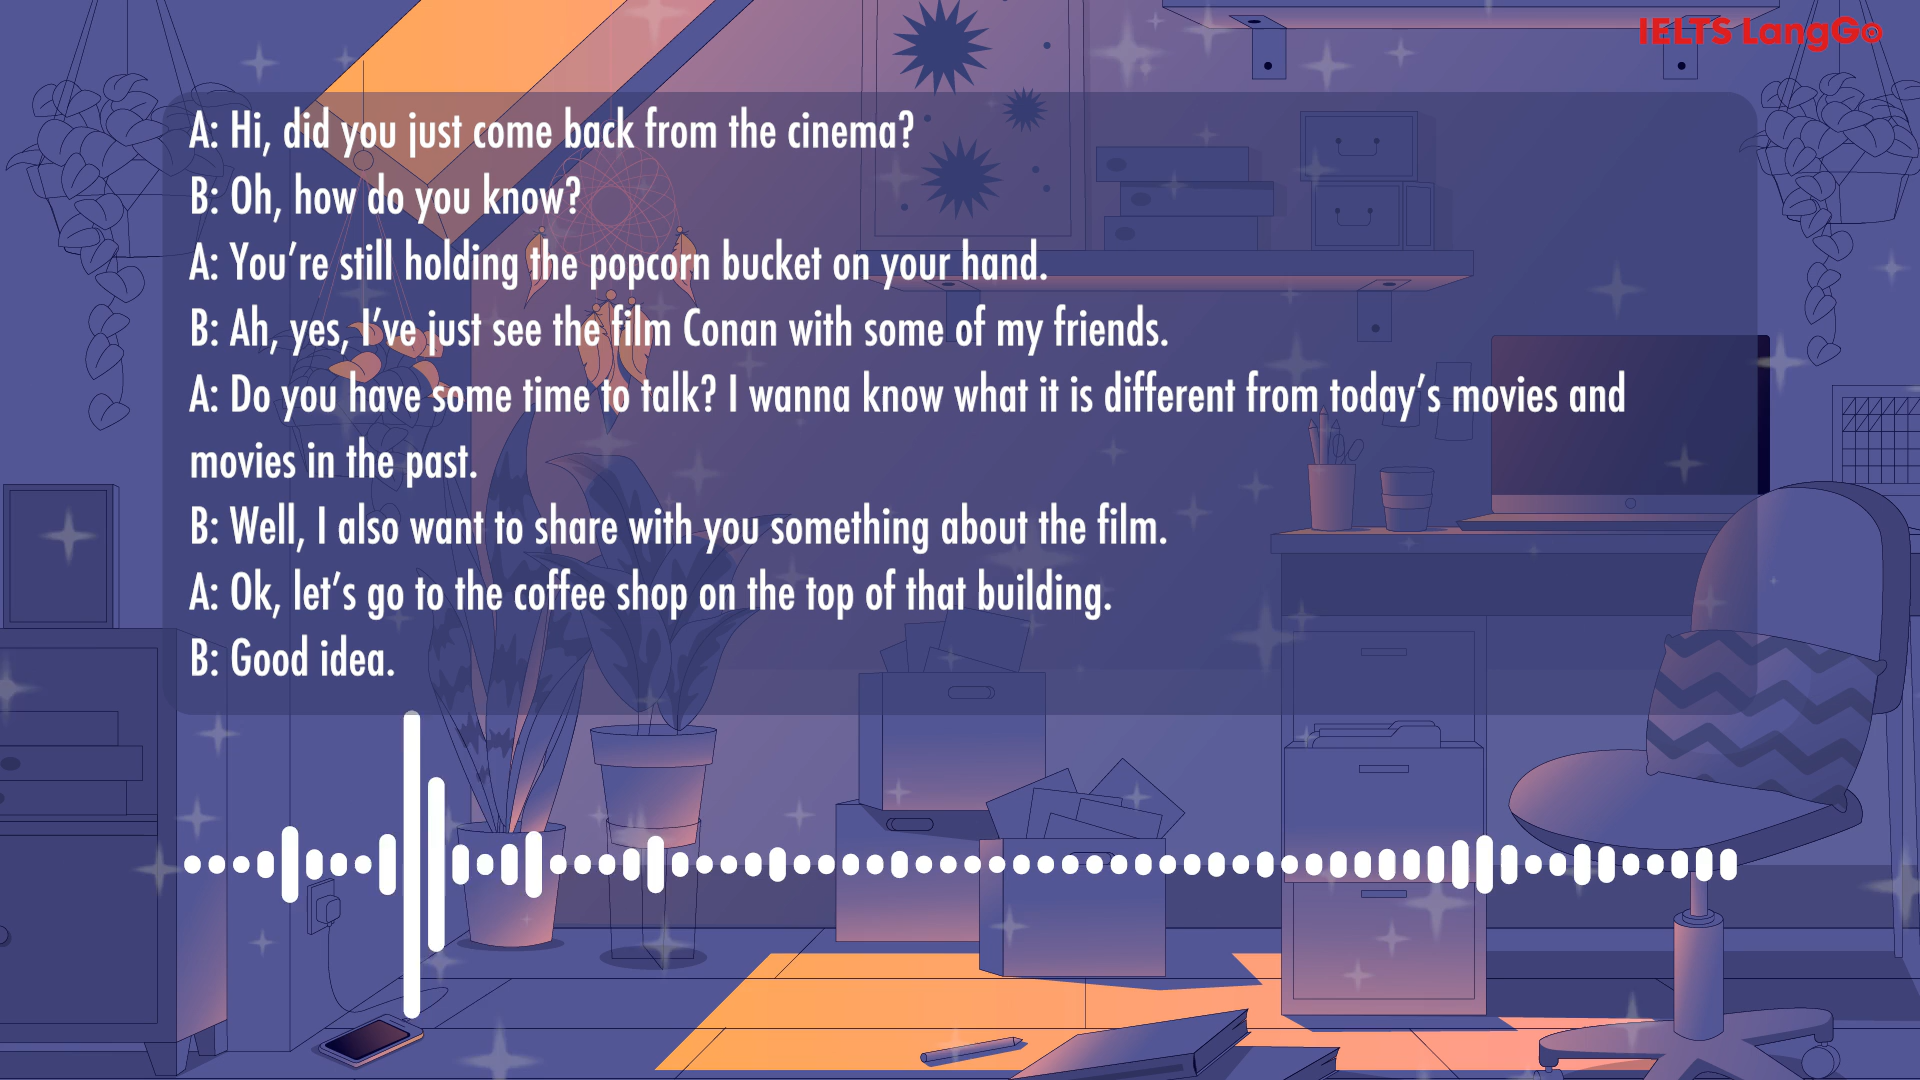 IELTS LangGo
A: Hi, did you just come back from the cinema?
B: Oh, how do you know?
A: You’re still holding the popcorn bucket on your hand.
B: Ah, yes, I’ve just see the film Conan with some of my friends.
A: Do you have some time to talk? I wanna know what it is different from today’s movies and
movies in the past.
B: Well, I also want to share with you something about the film.
A: Ok, let’s go to the coffee shop on the top of that building.
B: Good idea.